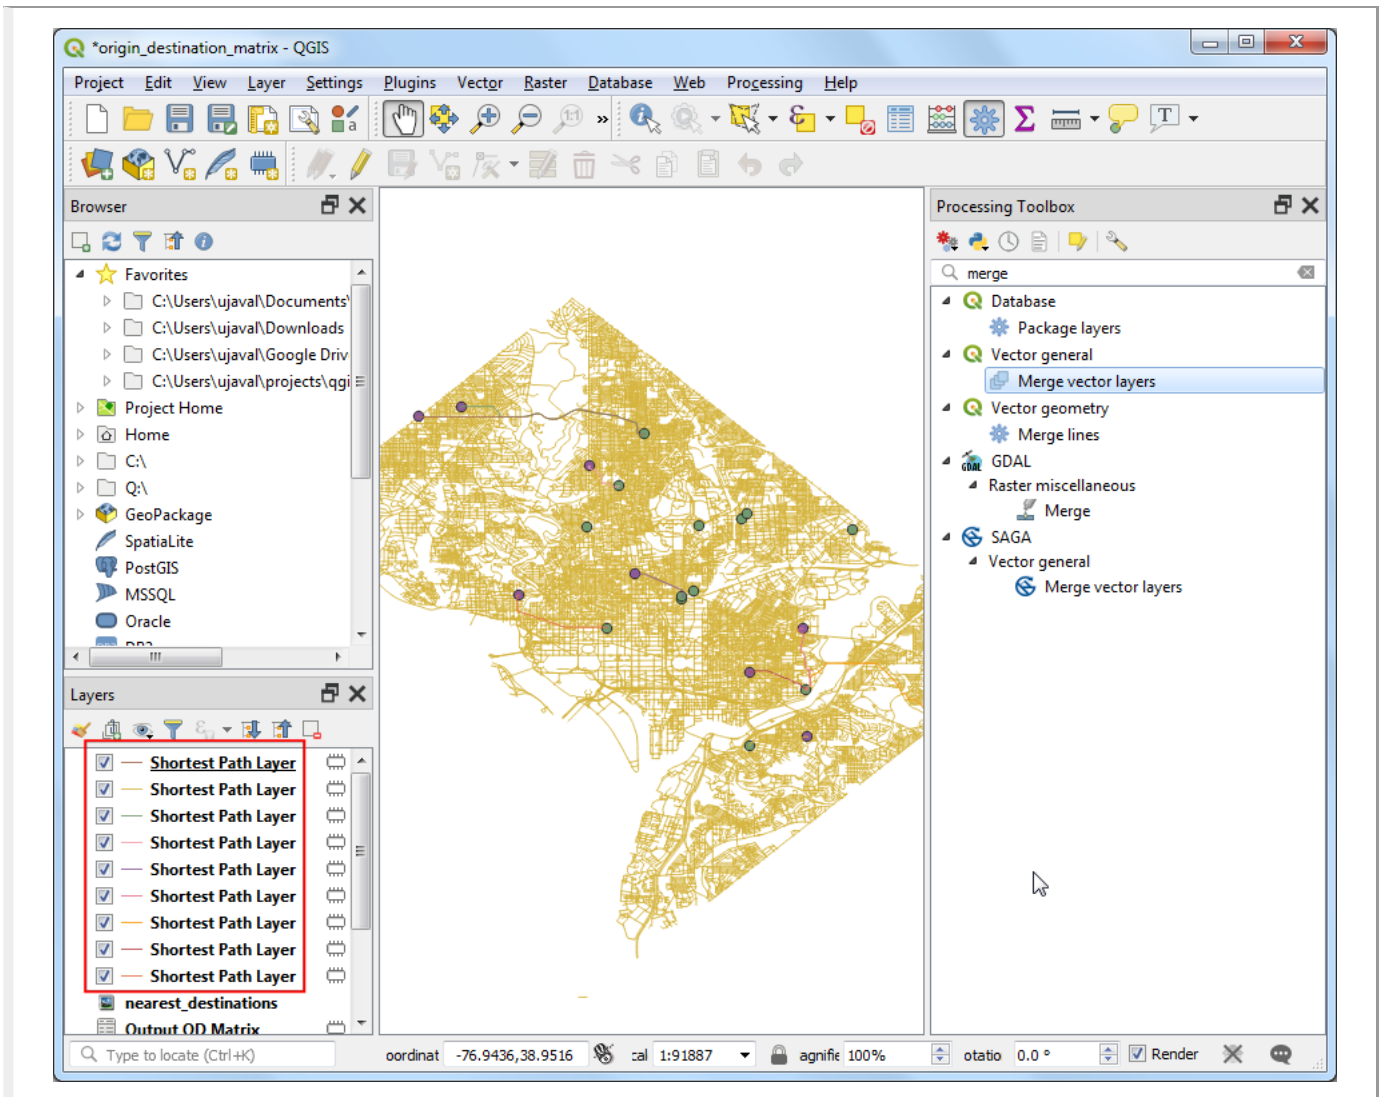 *origin_destination_matrix - QGIS
Project Edit View Layer Settings Plugins Vector Raster Database Web Processing Help
1:1
»
a
T
Browser
Favorites
C:\Users\ujaval\Documents\
C:\Users\ujaval\Downloads
C:\Users\ujaval\Google Driv
C:\Users\ujaval\projects\qgi
Project Home
Home
C:\
Q:\
GeoPackage
SpatiaLite
PostGIS
MSSQL
Oracle
Layers
Shortest Path Layer
Shortest Path Layer
Shortest Path Layer
Shortest Path Layer
Shortest Path Layer
Shortest Path Layer
Shortest Path Layer
Shortest Path Layer
Shortest Path Layer
nearest_destinations
Output OD Matrix
Processing Toolbox
merge
Database
Package layers
Vector general
Merge vector layers
Vector geometry
Merge lines
GDAL
GDAL
Raster miscellaneous
Merge
SAGA
Vector general
Merge vector layers
Type to locate (Ctrl+K)
oordinat -76.9436,38.9516 :al 1:91887 agnifie 100% otatio 0.0 ° Render